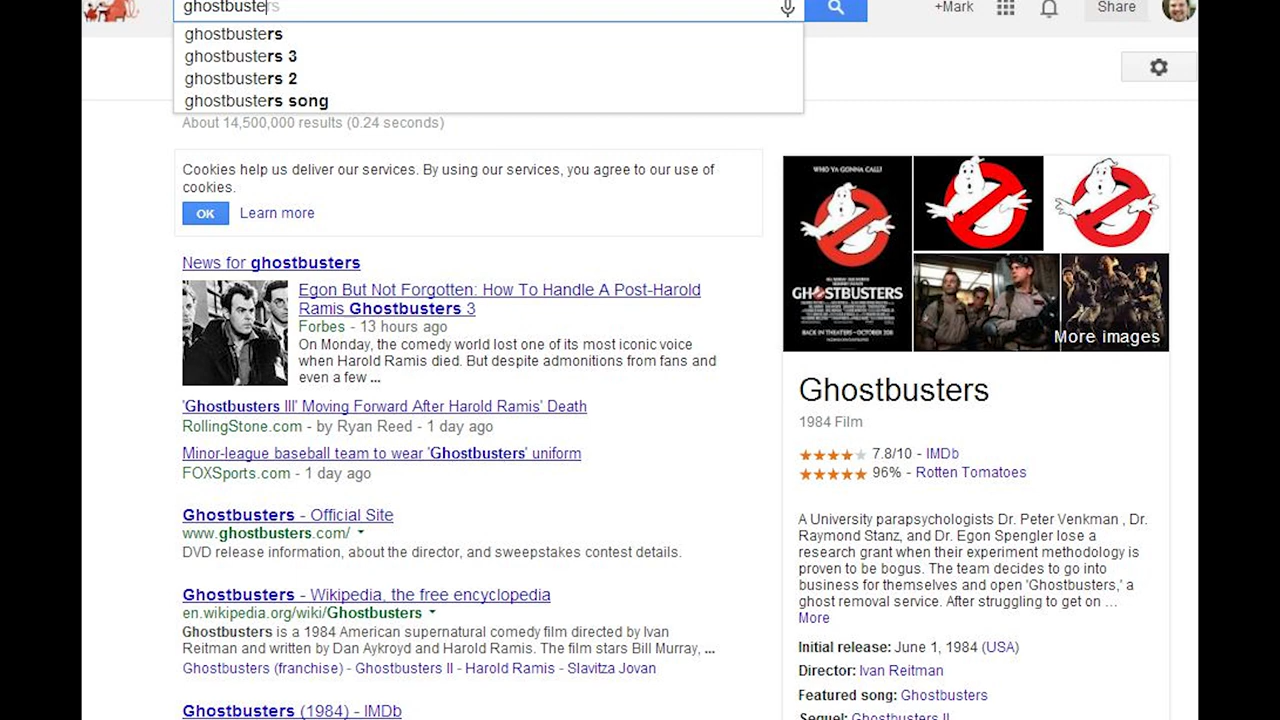 ghostbusters
+Mark
Share
ghostbusters
ghostbusters 3
ghostbusters 2
ghostbusters song
About 14,500,000 results (0.24 seconds)
Cookies help us deliver our services. By using our services, you agree to our use of
cookies.
OK Learn more
News for ghostbusters
Egon But Not Forgotten: How To Handle A Post-Harold
Ramis Ghostbusters 3
Forbes - 13 hours ago
On Monday, the comedy world lost one of its most iconic voice
when Harold Ramis died. But despite admonitions from fans and
even a few ...
'Ghostbusters III' Moving Forward After Harold Ramis' Death
RollingStone.com - by Ryan Reed - 1 day ago
Minor-league baseball team to wear 'Ghostbusters' uniform
FOXSports.com - 1 day ago
Ghostbusters - Official Site
www.ghostbusters.com/
DVD release information, about the director, and sweepstakes contest details.
Ghostbusters - Wikipedia, the free encyclopedia
en.wikipedia.org/wiki/Ghostbusters
Ghostbusters is a 1984 American supernatural comedy film directed by Ivan
Reitman and written by Dan Aykroyd and Harold Ramis. The film stars Bill Murray, ...
Ghostbusters (franchise) - Ghostbusters II - Harold Ramis - Slavitza Jovan
Ghostbusters (1984) - IMDb
WHO YA GONNA CALL!
GHOSTBUSTERS
BACK IN THEATERS - OCTOBER 2011
More images
Ghostbusters
1984 Film
7.8/10 - IMDb
96% - Rotten Tomatoes
A University parapsychologists Dr. Peter Venkman , Dr.
Raymond Stanz, and Dr. Egon Spengler lose a
research grant when their experiment methodology is
proven to be bogus. The team decides to go into
business for themselves and open 'Ghostbusters,' a
ghost removal service. After struggling to get on ...
More
Initial release: June 1, 1984 (USA)
Director: Ivan Reitman
Featured song: Ghostbusters
Sequel: Ghostbusters II